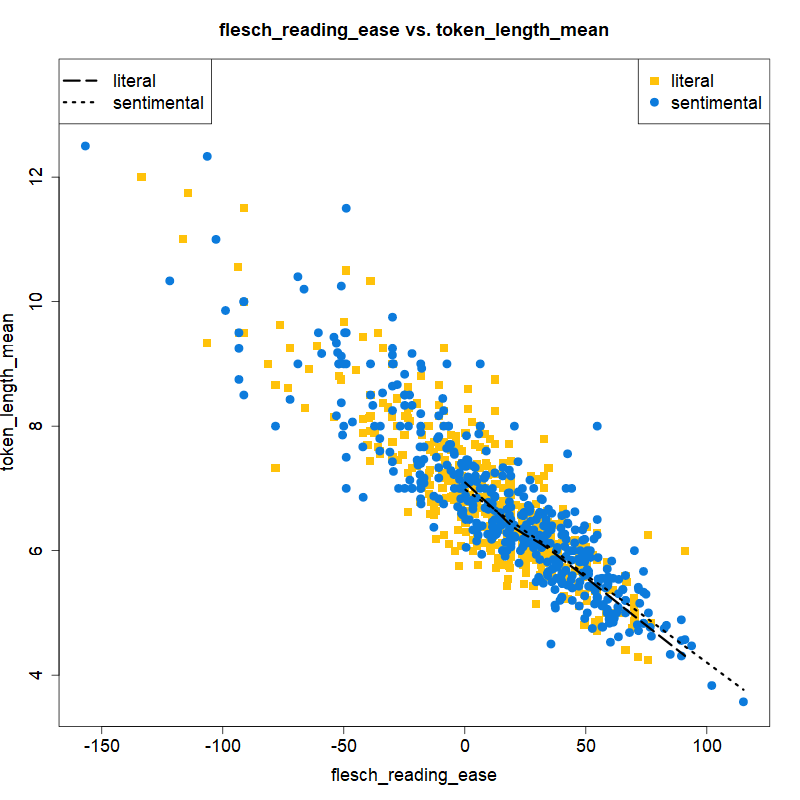 flesch_reading_ease vs. token_length_mean
literal
sentimental
literal
sentimental
token_length_mean
12
10
8
6
4
-150 -100 -50 0 50 100
flesch_reading_ease